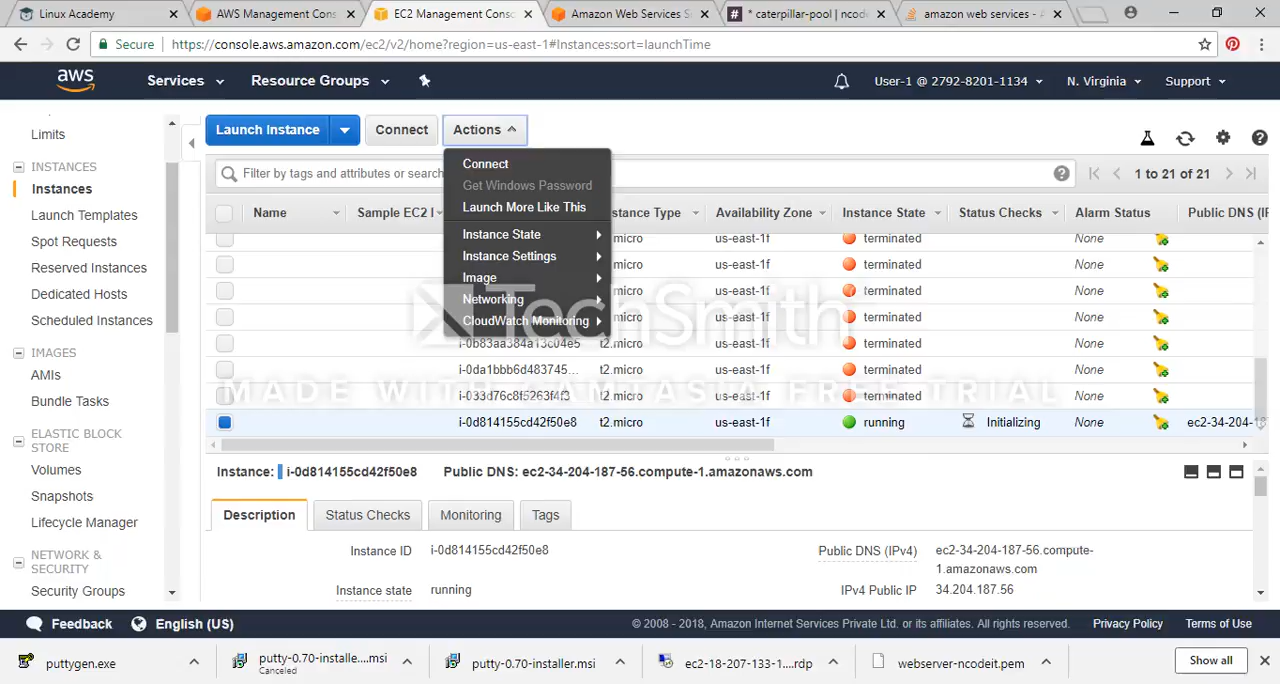 Linux Academy
AWS Management Cons
EC2 Management Conso
Amazon Web Services S
* caterpillar-pool | ncode
amazon web services -
Secure
https://console.aws.amazon.com/ec2/v2/home?region=us-east-1#Instances:sort=launchTime
aws
Services
Resource Groups
User-1 @ 2792-8201-1134
N. Virginia
Support
Limits
INSTANCES
Instances
Launch Templates
Spot Requests
Reserved Instances
Dedicated Hosts
Scheduled Instances
IMAGES
AMIs
Bundle Tasks
ELASTIC BLOCK
STORE
Volumes
Snapshots
Lifecycle Manager
NETWORK &
SECURITY
Security Groups
Launch Instance
Connect
Actions
Connect
Get Windows Password
Launch More Like This
Instance State
Instance Settings
Image
Networking
CloudWatch Monitoring
Filter by tags and attributes or search
1 to 21 of 21
Name Sample EC2 I stance Type Availability Zone Instance State Status Checks Alarm Status Public DNS (IP
micro us-east-1f terminated None
micro us-east-1f terminated None
micro us-east-1f terminated None
micro us-east-1f terminated None
i-0b83aa384a13c04e5 t2.micro us-east-1f terminated None
i-0da1bbb6d483745... t2.micro us-east-1f terminated None
i-033d76c8f5263f4f3 t2.micro us-east-1f terminated None
i-0d814155cd42f50e8 t2.micro us-east-1f running Initializing None ec2-34-204-18
TechSmith
MADE WITH CAMTASIA FREE TRIAL
Instance: i-0d814155cd42f50e8 Public DNS: ec2-34-204-187-56.compute-1.amazonaws.com
Description
Status Checks
Monitoring
Tags
Instance ID i-0d814155cd42f50e8
Public DNS (IPv4) ec2-34-204-187-56.compute-
1.amazonaws.com
Instance state running
IPv4 Public IP 34.204.187.56
Feedback
English (US)
© 2008 - 2018, Amazon Internet Services Private Ltd. or its affiliates. All rights reserved.
Privacy Policy
Terms of Use
puttygen.exe
putty-0.70-installe....msi
Canceled
putty-0.70-installer.msi
ec2-18-207-133-1....rdp
webserver-ncodeit.pem
Show all